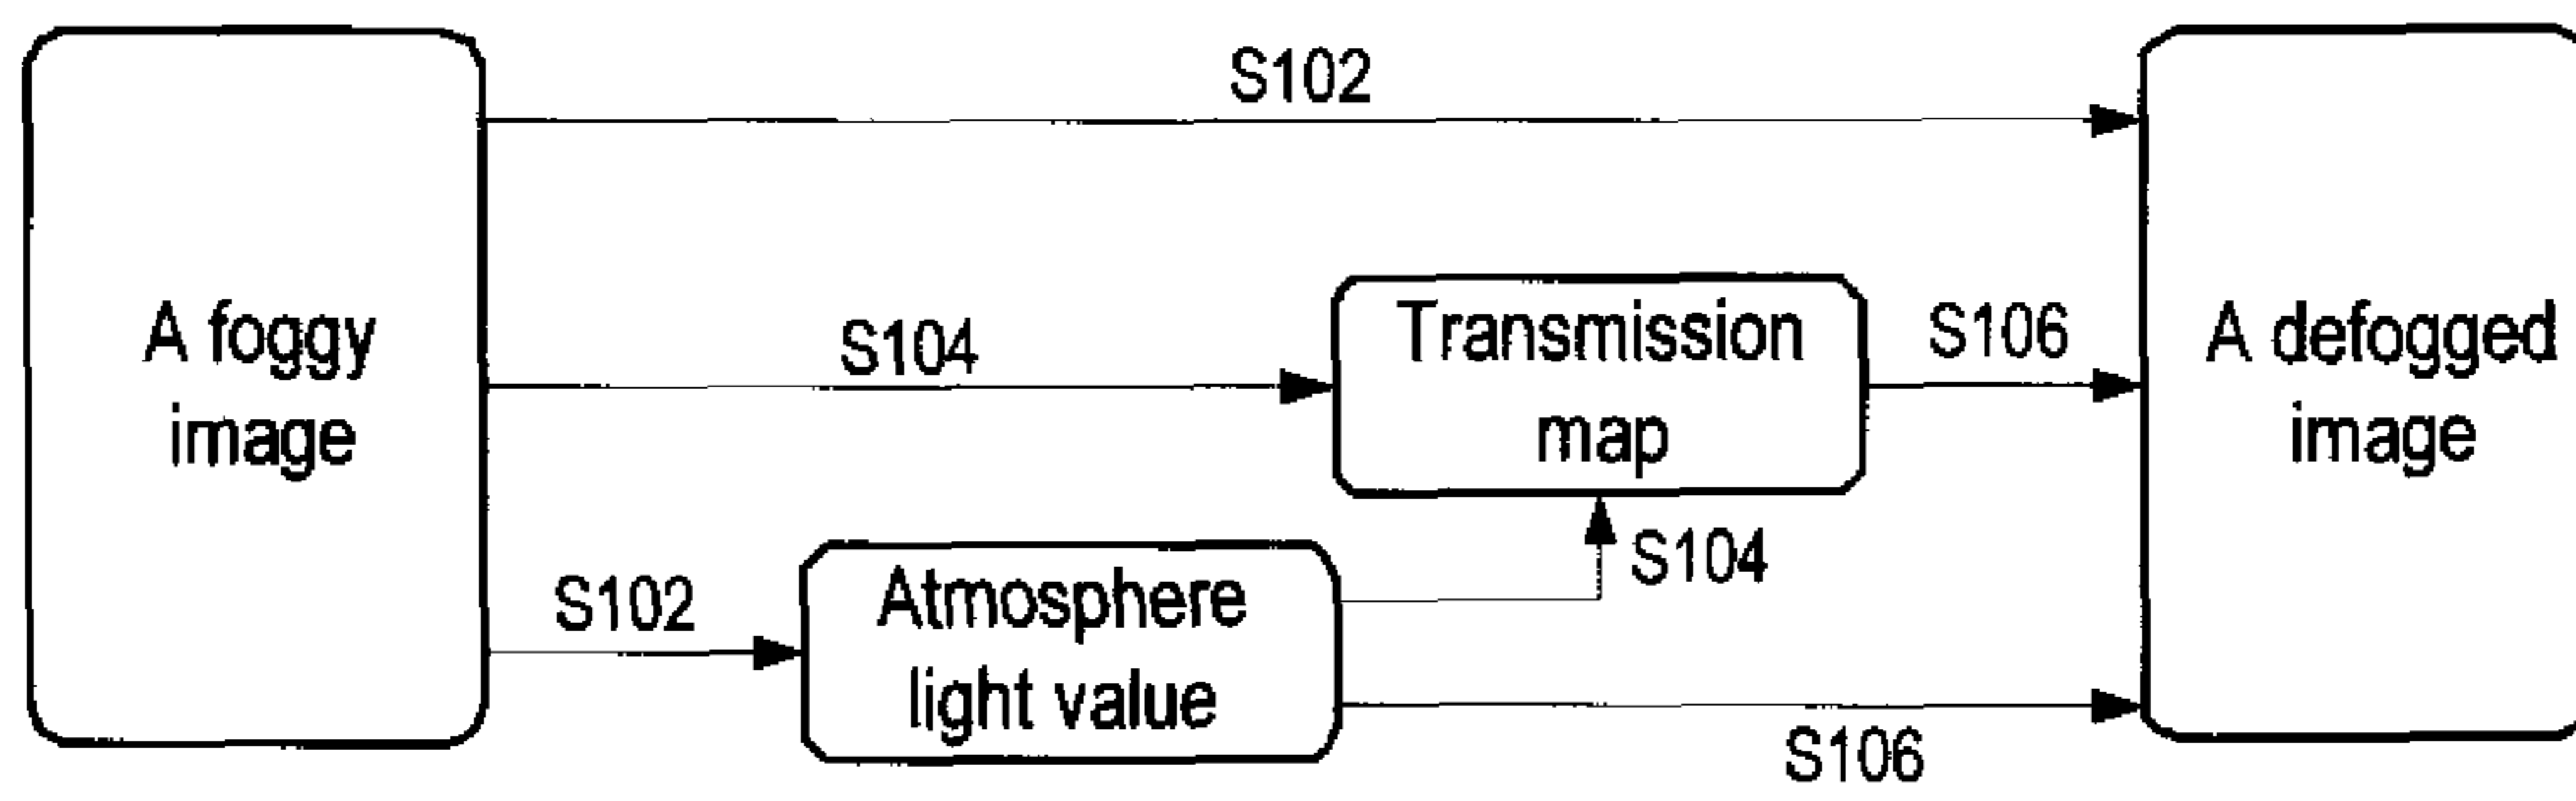 S102
A foggy
image
S104
Transmission
map
S106
A defogged
image
S104
S102
Atmosphere
light value
S106